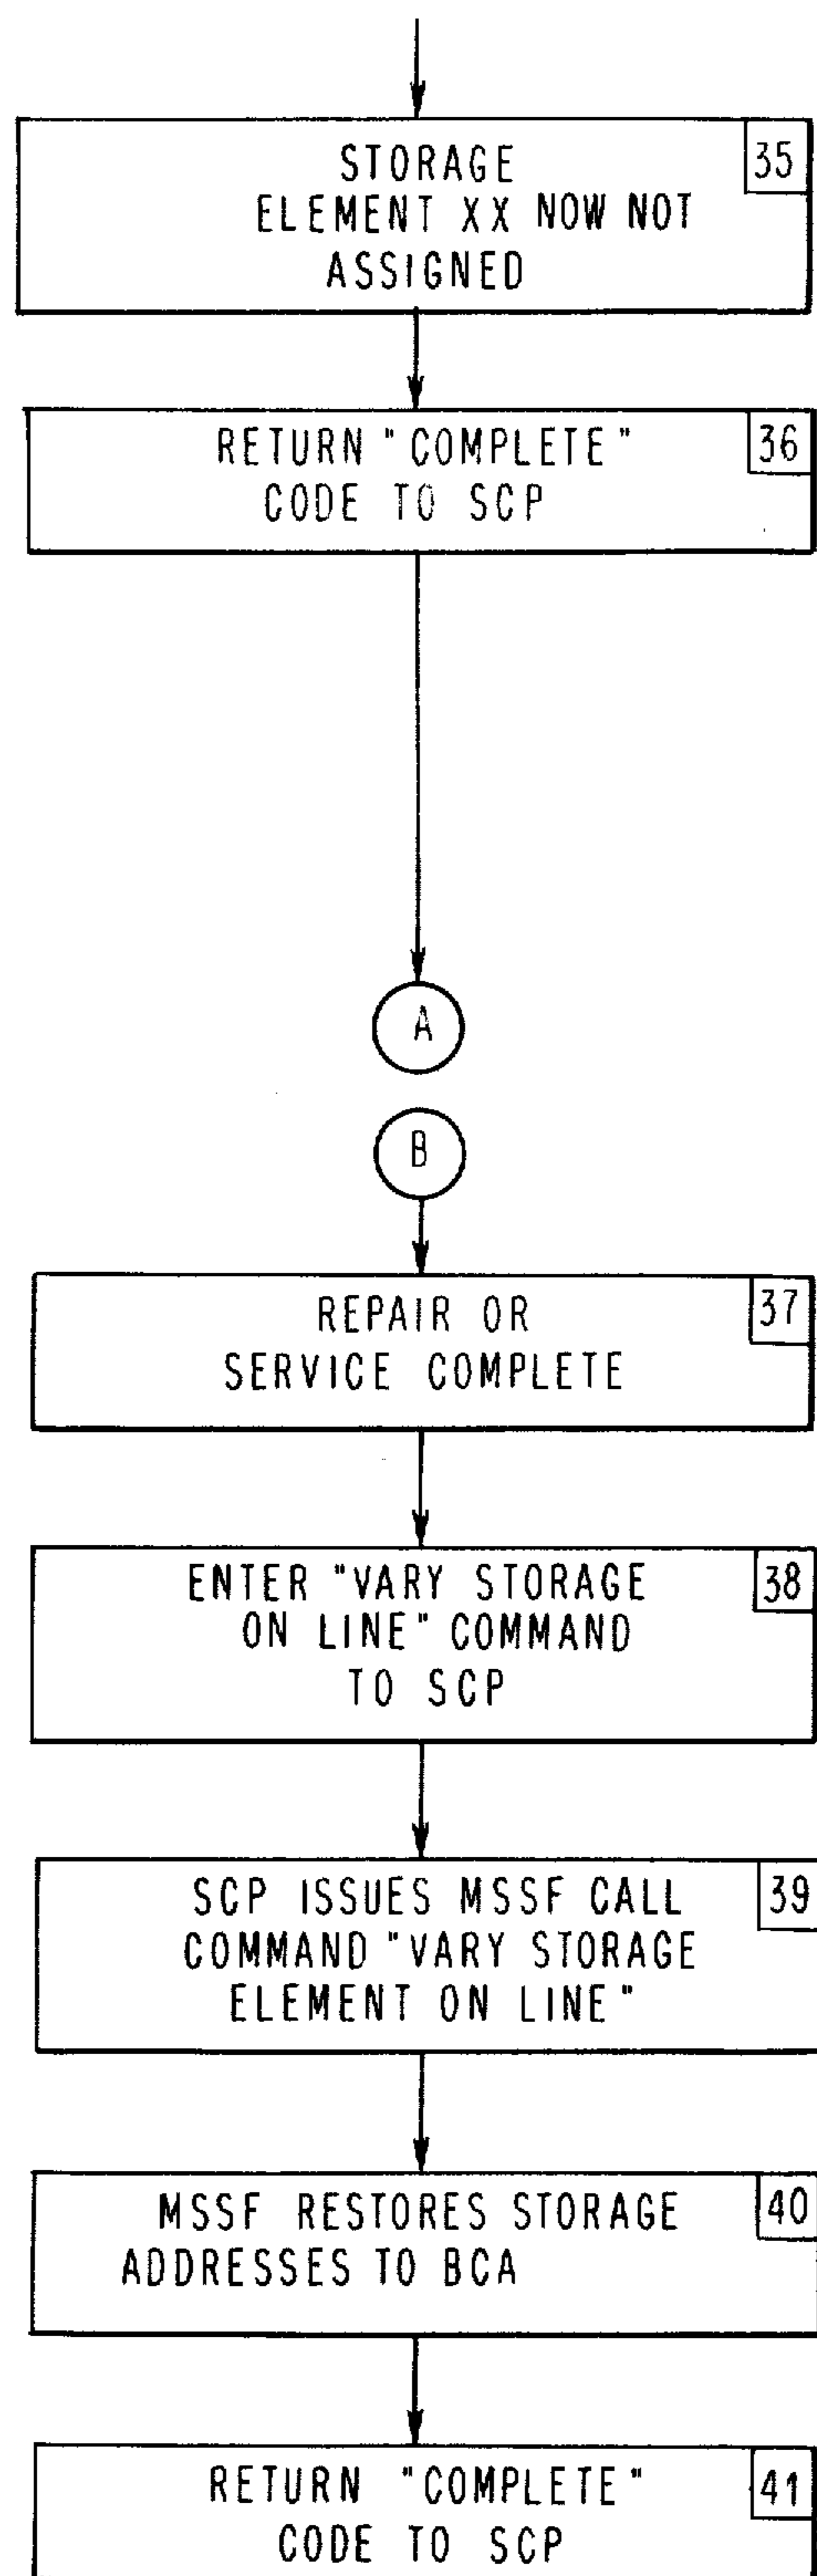 35
STORAGE
ELEMENT XX NOW NOT
ASSIGNED
36
RETURN "COMPLETE"
CODE TO SCP
A
B
37
REPAIR OR
SERVICE COMPLETE
38
ENTER "VARY STORAGE
ON LINE" COMMAND
TO SCP
39
SCP ISSUES MSSF CALL
COMMAND "VARY STORAGE
ELEMENT ON LINE"
40
MSSF RESTORES STORAGE
ADDRESSES TO BCA
41
RETURN "COMPLETE"
CODE TO SCP